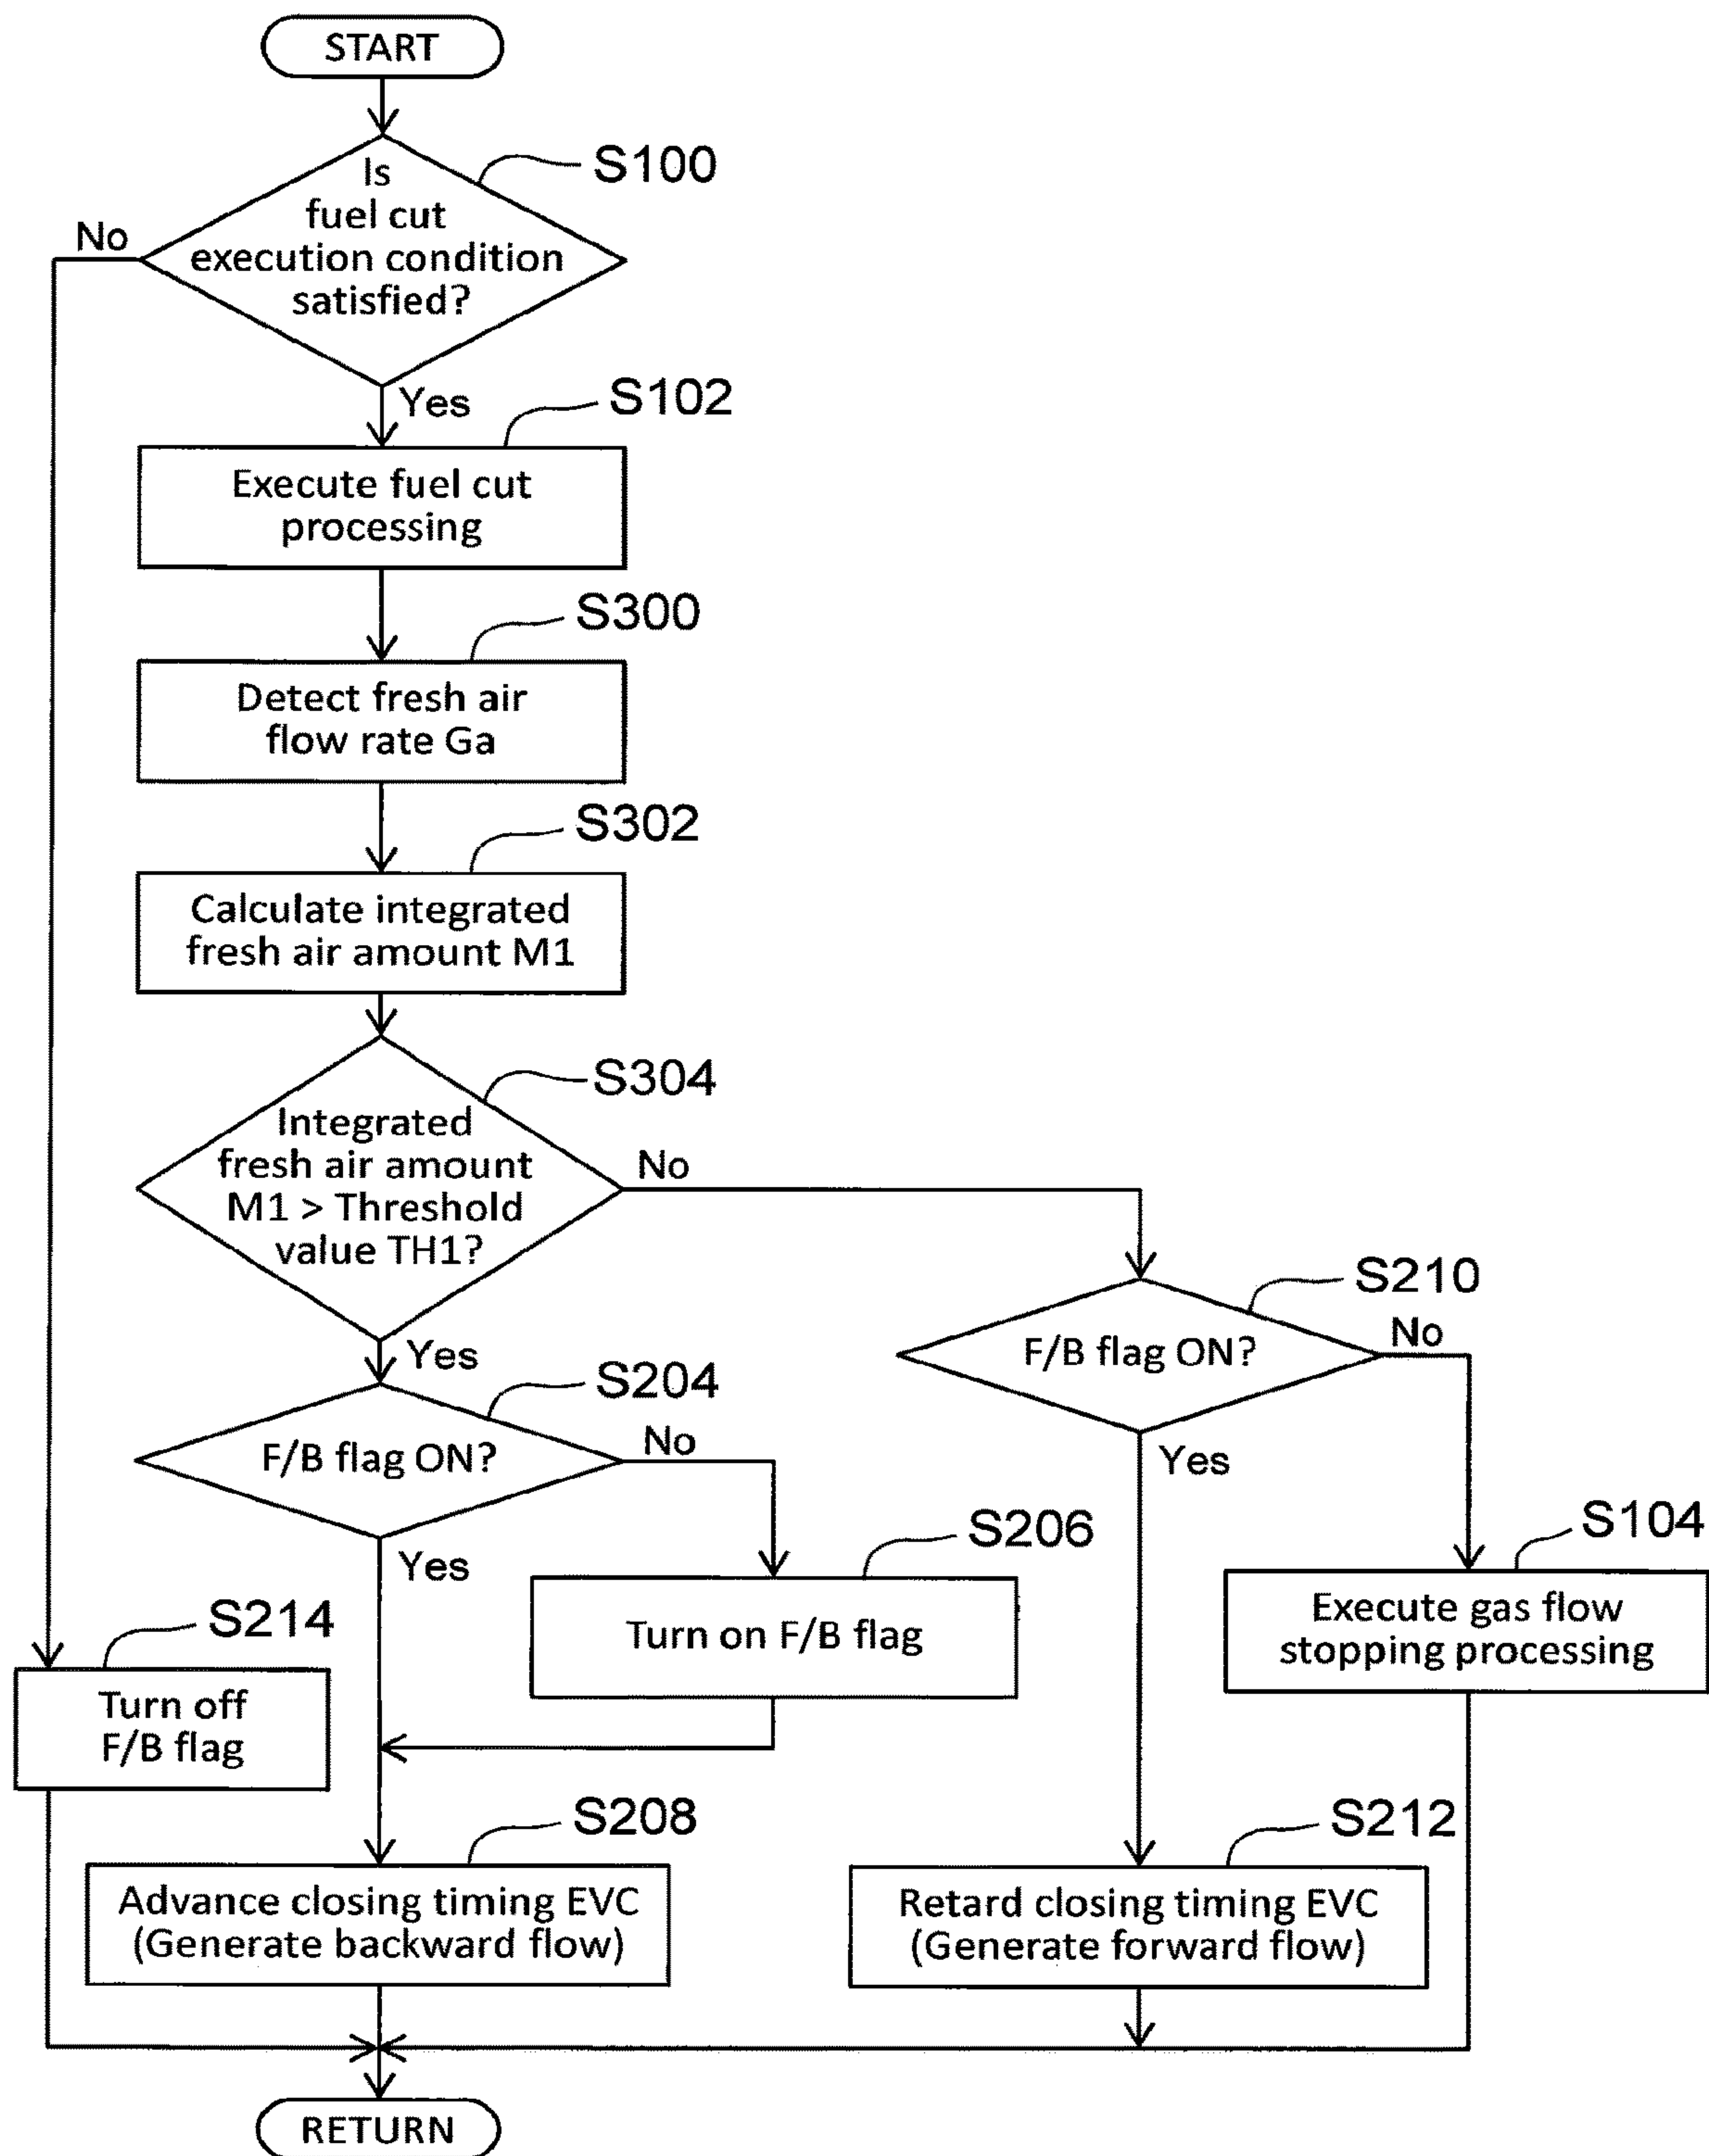 START
S100
Is
fuel cut
execution condition
satisfied?
No
Yes
S102
Execute fuel cut
processing
S300
Detect fresh air
flow rate Ga
S302
Calculate integrated
fresh air amount M1
S304
Integrated
fresh air amount
M1 > Threshold
value TH1?
No
Yes
S210
F/B flag ON?
No
Yes
S204
F/B flag ON?
No
Yes
S206
Turn on F/B flag
S104
Execute gas flow
stopping processing
S214
Turn off
F/B flag
S208
Advance closing timing EVC
(Generate backward flow)
S212
Retard closing timing EVC
(Generate forward flow)
RETURN